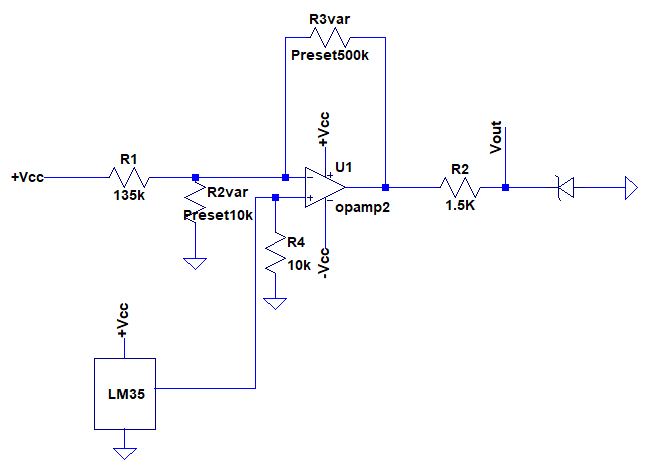 R3var
Preset500k
+Vcc
U1
Vout
R1
+Vcc
R2
135k
R2var
Preset10k
opamp2
1.5K
R4
10k
-Vcc
+Vcc
LM35